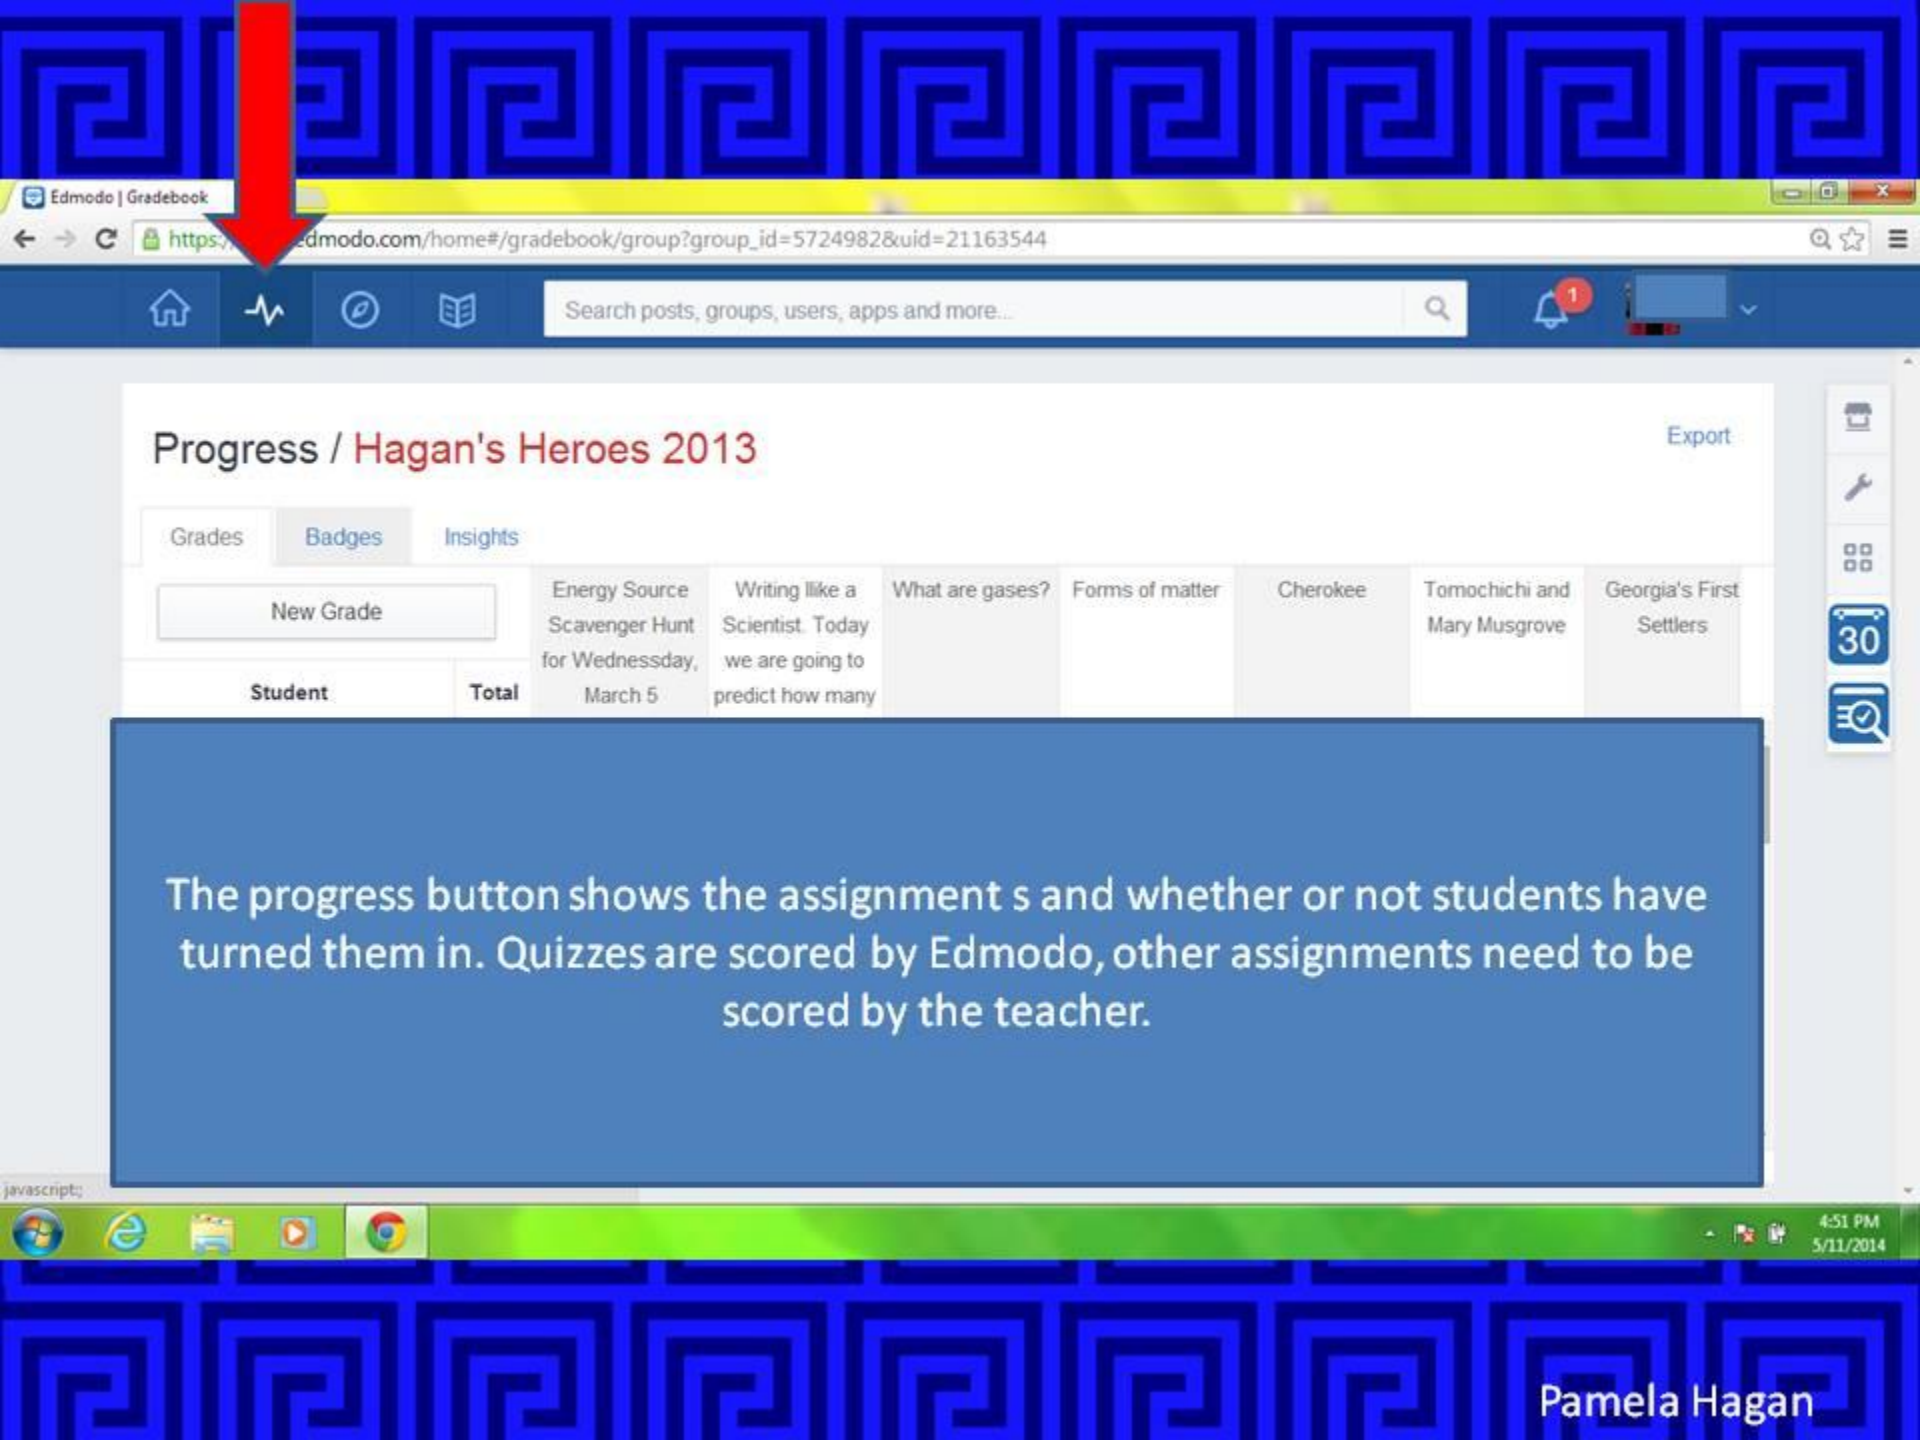 Edmodo | Gradebook
https:/ edmodo.com/home#/gradebook/group?group_id=5724982&uid=21163544
Search posts, groups, users, apps and more...
1
Progress / Hagan's Heroes 2013
Export
Grades Badges Insights
New Grade
Student Total
Energy Source
Scavenger Hunt
for Wednessday,
March 5
Writing llike a
Scientist. Today
we are going to
predict how many
What are gases?
Forms of matter
Cherokee
Tomochichi and
Mary Musgrove
Georgia's First
Settlers
30
The progress button shows the assignment s and whether or not students have
turned them in. Quizzes are scored by Edmodo, other assignments need to be
scored by the teacher.
javascript:;
4:51 PM
5/11/2014
Pamela Hagan